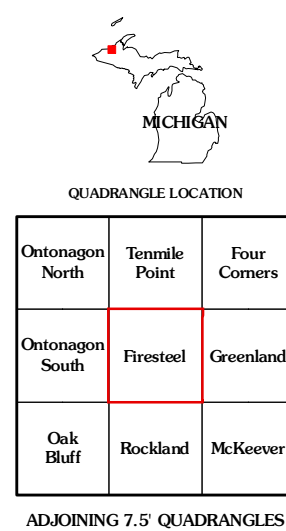 MICHIGAN
QUADRANGLE LOCATION
Ontonagon
North
Tenmile
Point
Four
Corners
Ontonagon
South
Firesteel
Greenland
Oak
Bluff
Rockland
McKeever
ADJOINING 7.5' QUADRANGLES